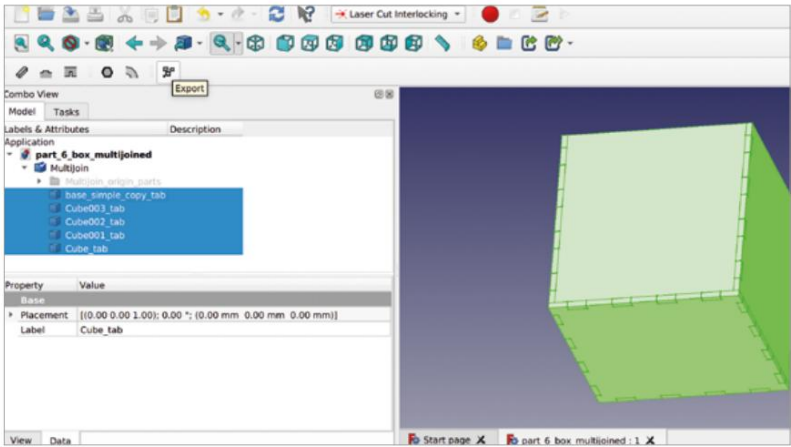 Laser Cut Interlocking
Export
Combo View
Model Tasks
Labels & Attributes Description
Application
part_6_box_multijoined
MultiJoin
Multijoin_origin_parts
base_simple_copy_tab
Cube003_tab
Cube002_tab
Cube001_tab
Cube_tab
Property Value
Base
Placement [(0.00 0.00 1.00); 0.00 °; (0.00 mm 0.00 mm 0.00 mm)]
Label Cube_tab
View Data
Start page X part_6_box_multijoined : 1 X